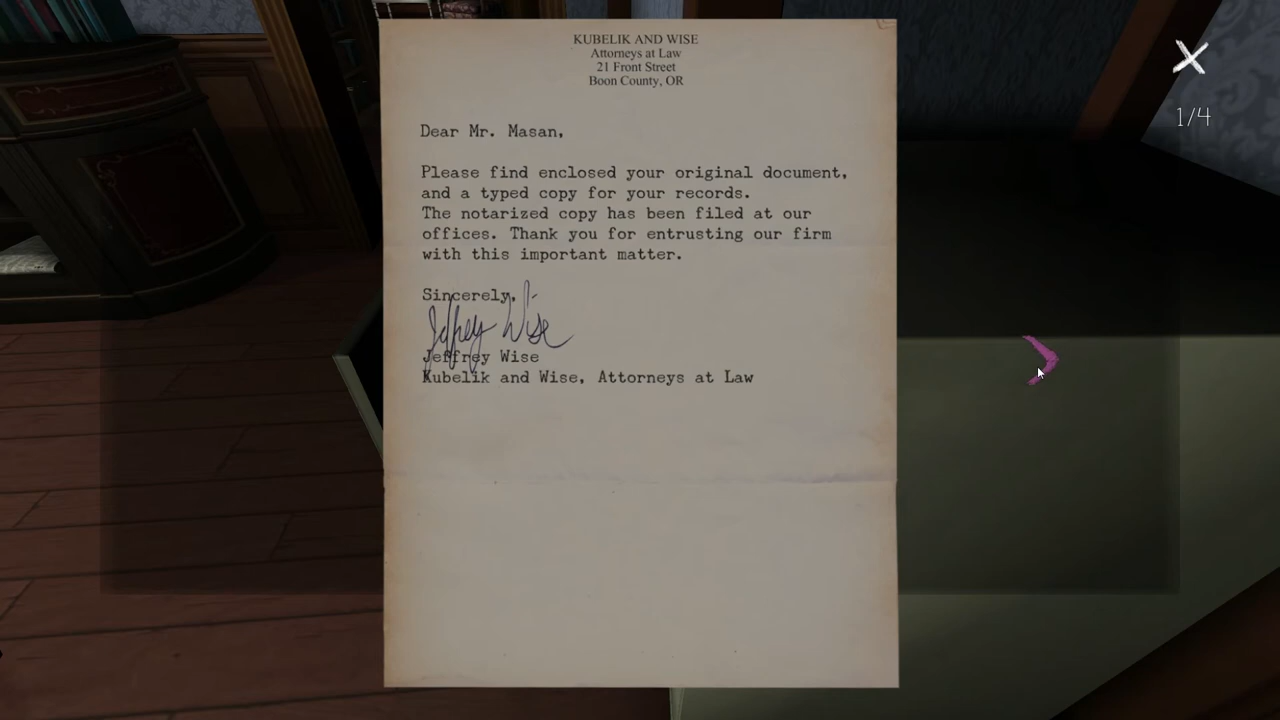 KUBELIK AND WISE
Attorneys at Law
21 Front Street
Boon County, OR
1/4
Dear Mr. Masan,
Please find enclosed your original document,
and a typed copy for your records.
The notarized copy has been filed at our
offices. Thank you for entrusting our firm
with this important matter.
Sincerely,
Jeffrey Wise
Jeffrey Wise
Kubelik and Wise, Attorneys at Law